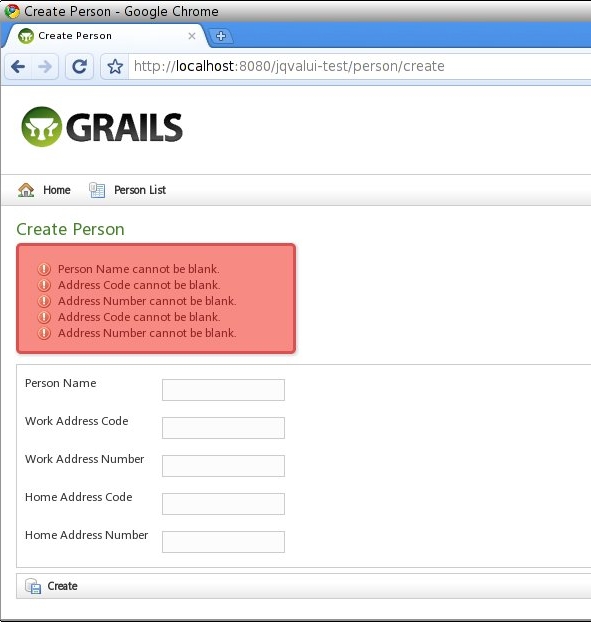 Create Person - Google Chrome
Create Person
http://localhost:8080/jqvalui-test/person/create
GRAILS
Home Person List
Create Person
Person Name cannot be blank.
Address Code cannot be blank.
Address Number cannot be blank.
Address Code cannot be blank.
Address Number cannot be blank.
Person Name
Work Address Code
Work Address Number
Home Address Code
Home Address Number
Create